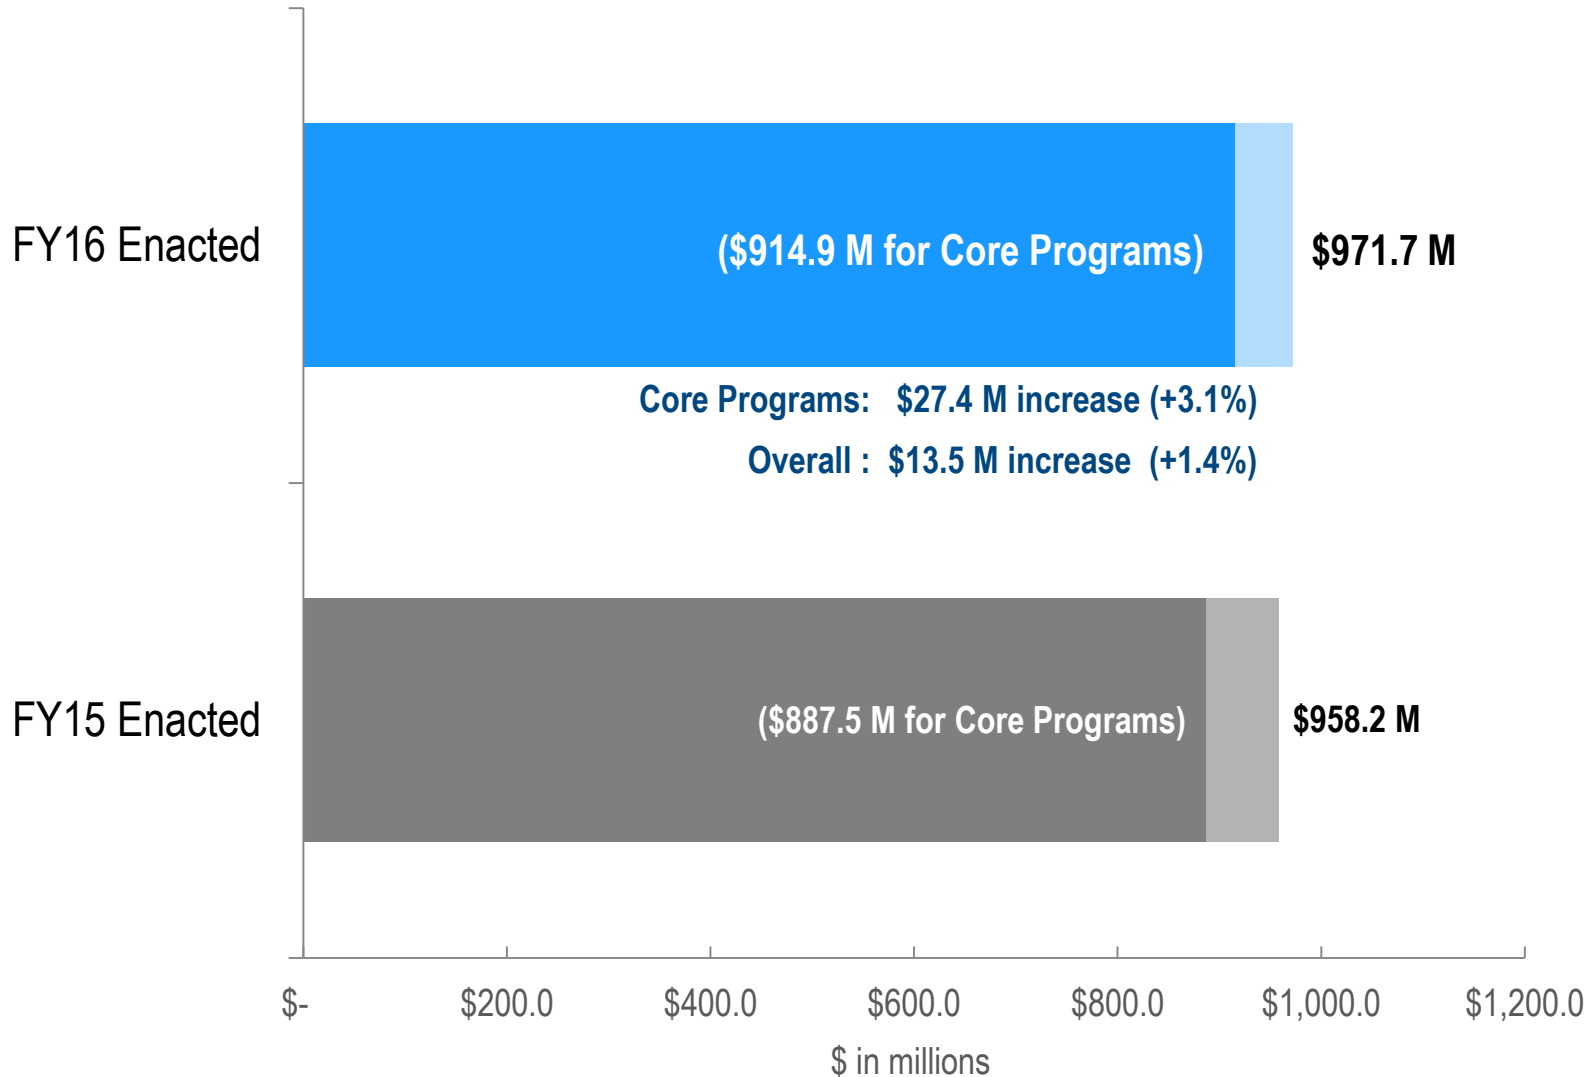 FY16 Enacted
($914.9 M for Core Programs)
$971.7 M
Core Programs: $27.4 M increase (+3.1%)
Overall : $13.5 M increase (+1.4%)
FY15 Enacted
($887.5 M for Core Programs)
$958.2 M
$- $200.0 $400.0 $600.0 $800.0 $1,000.0 $1,200.0
$ in millions